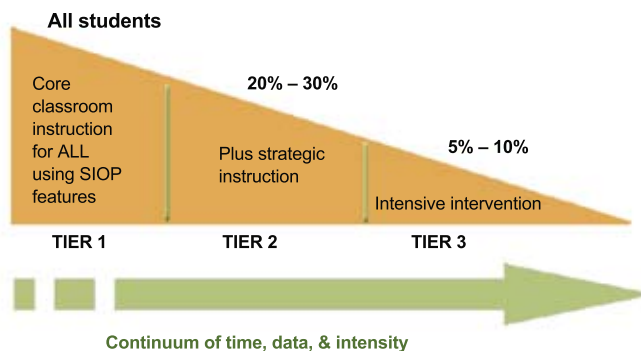 All students
Core
classroom
instruction
for ALL
using SIOP
features
20% – 30%
Plus strategic
instruction
5% – 10%
Intensive intervention
TIER 1
TIER 2
TIER 3
Continuum of time, data, & intensity